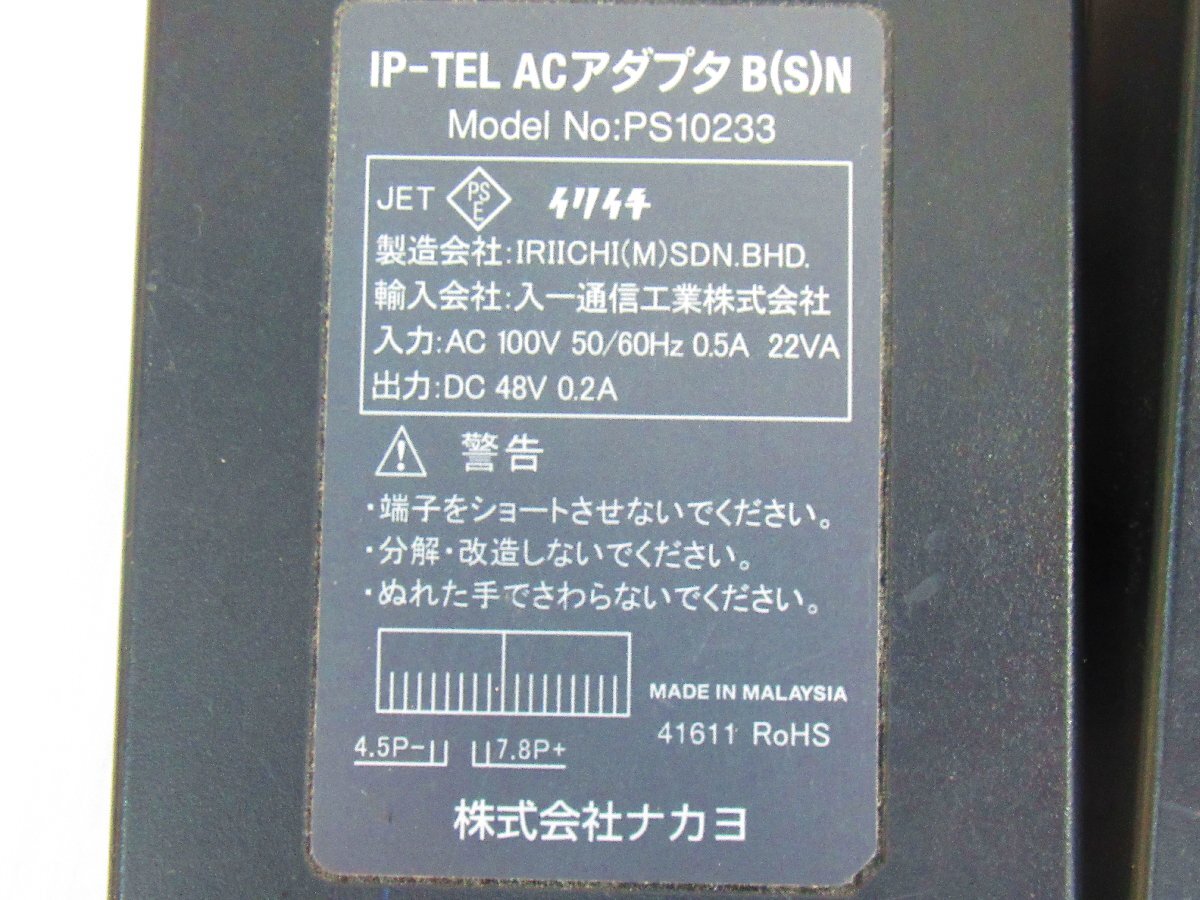 IP-TEL ACアダプタ B(S)N
Model No:PS10233
JET PS E イリイチ
製造会社:IRIICHI(M)SDN.BHD.
輸入会社:入一通信工業株式会社
入力:AC 100V 50/60Hz 0.5A 22VA
出力:DC 48V 0.2A
警告
・端子をショートさせないでください。
・分解・改造しないでください。
・ぬれた手でさわらないでください。
MADE IN MALAYSIA
41611 RoHS
4.5P- 7.8P+
株式会社ナカヨ